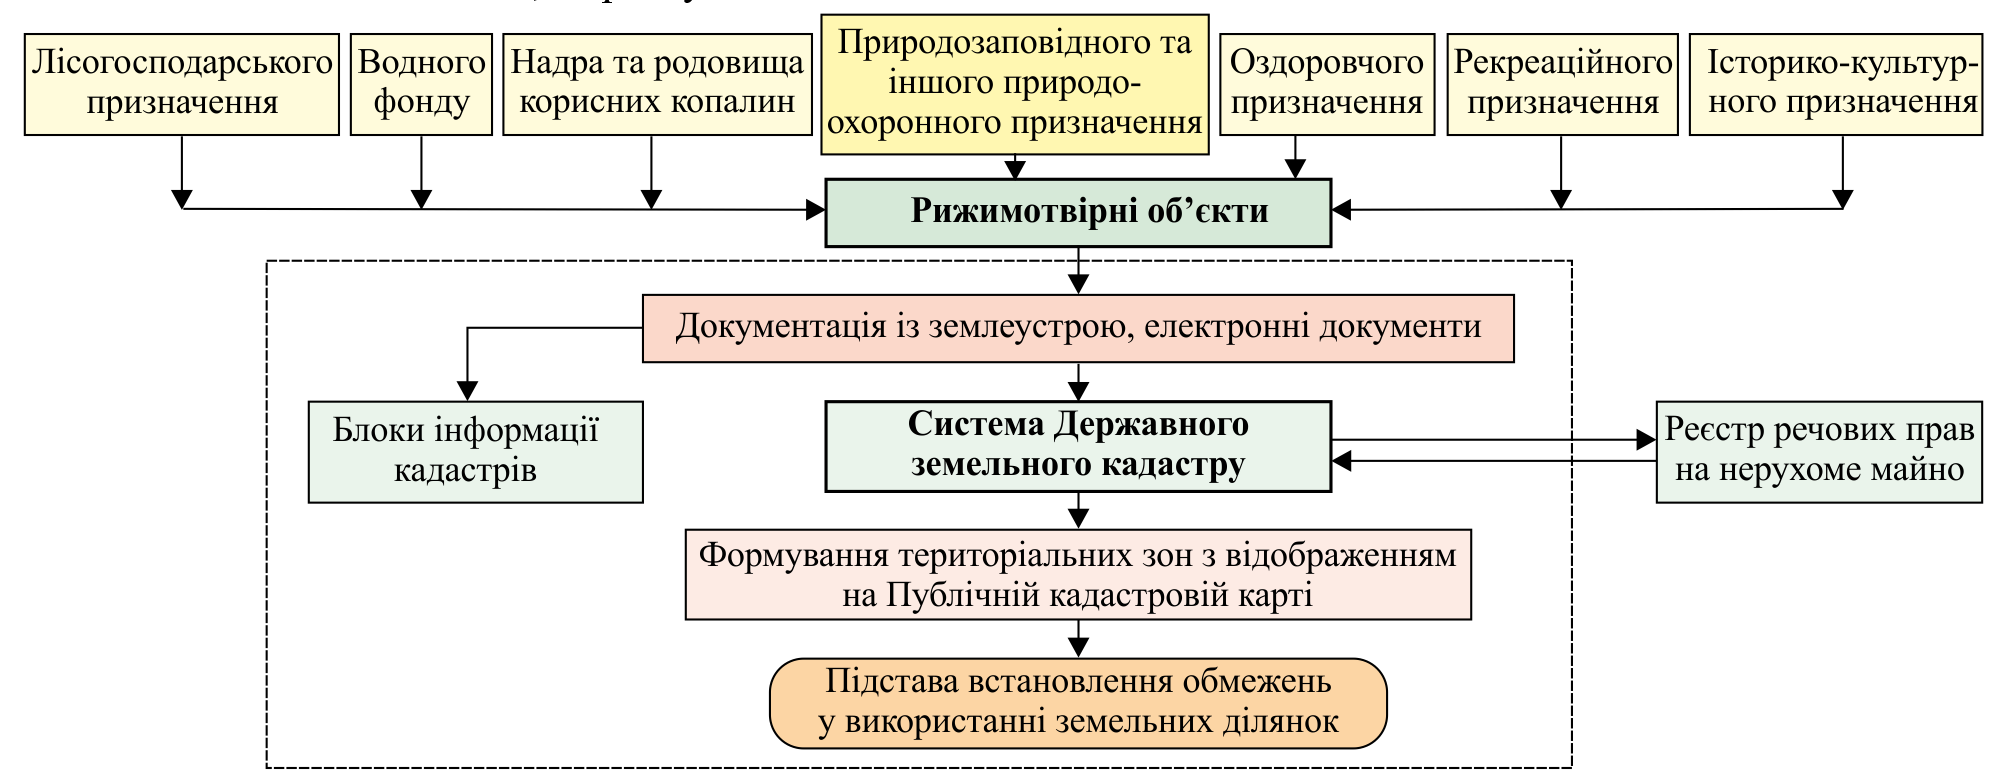 Лісогосподарського
призначення
Водного
фонду
Надра та родовища
корисних копалин
Природозаповідного та
іншого природо-
охоронного призначення
Оздоровчого
призначення
Рекреаційного
призначення
Історико-культур-
ного призначення
Рижимотвірні об’єкти
Документація із землеустрою, електронні документи
Блоки інформації
кадастрів
Система Державного
земельного кадастру
Реєстр речових прав
на нерухоме майно
Формування територіальних зон з відображенням
на Публічній кадастровій карті
Підстава встановлення обмежень
у використанні земельних ділянок